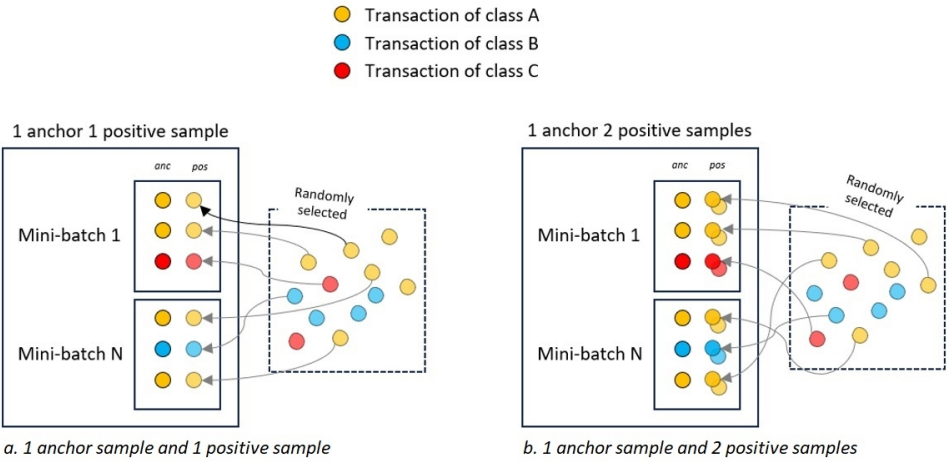 Transaction of class A
Transaction of class B
Transaction of class C
1 anchor 1 positive sample
anc pos
Mini-batch 1
Mini-batch N
Randomly
selected
a. 1 anchor sample and 1 positive sample
1 anchor 2 positive samples
anc pos
Mini-batch 1
Mini-batch N
Randomly
selected
b. 1 anchor sample and 2 positive samples